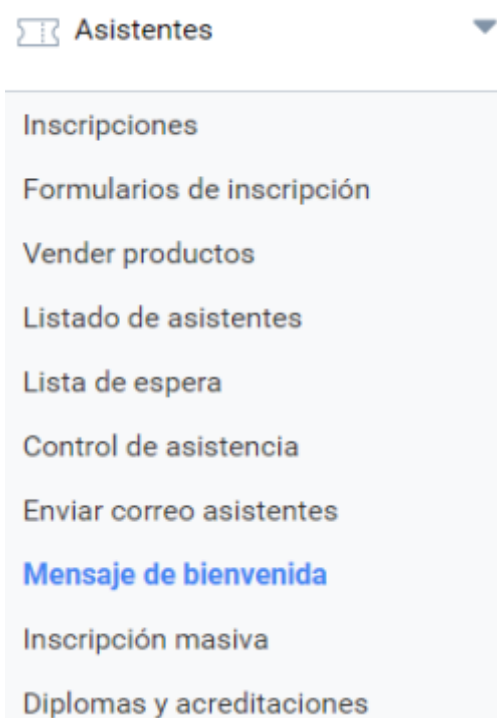 Asistentes
Inscripciones
Formularios de inscripción
Vender productos
Listado de asistentes
Lista de espera
Control de asistencia
Enviar correo asistentes
Mensaje de bienvenida
Inscripción masiva
Diplomas y acreditaciones